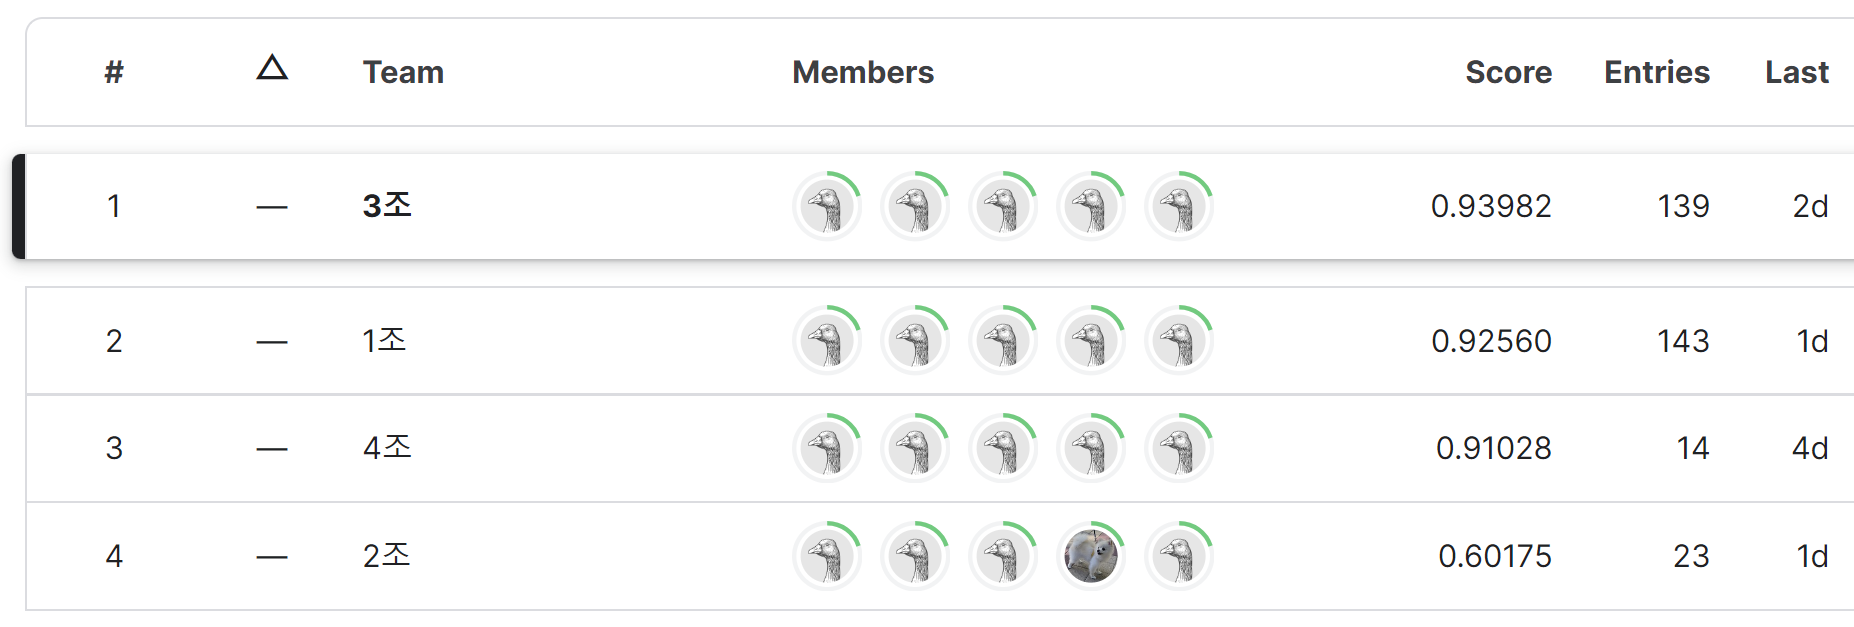 # △ Team Members Score Entries Last
1 — 3조 0.93982 139 2d
2 — 1조 0.92560 143 1d
3 — 4조 0.91028 14 4d
4 — 2조 0.60175 23 1d